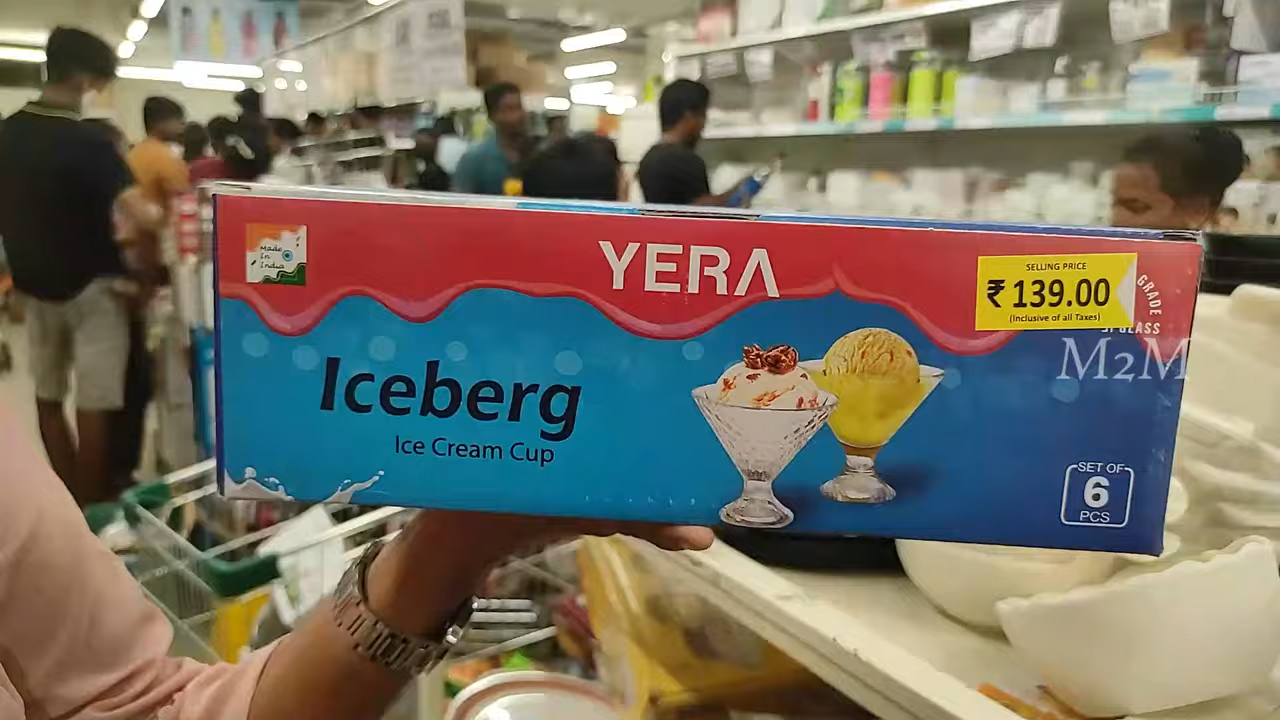 Made
in
India
YERA
SELLING PRICE
₹ 139.00
(Inclusive of all Taxes)
GRADE
GLASS
M2M
Iceberg
Ice Cream Cup
SET OF
6
PCS